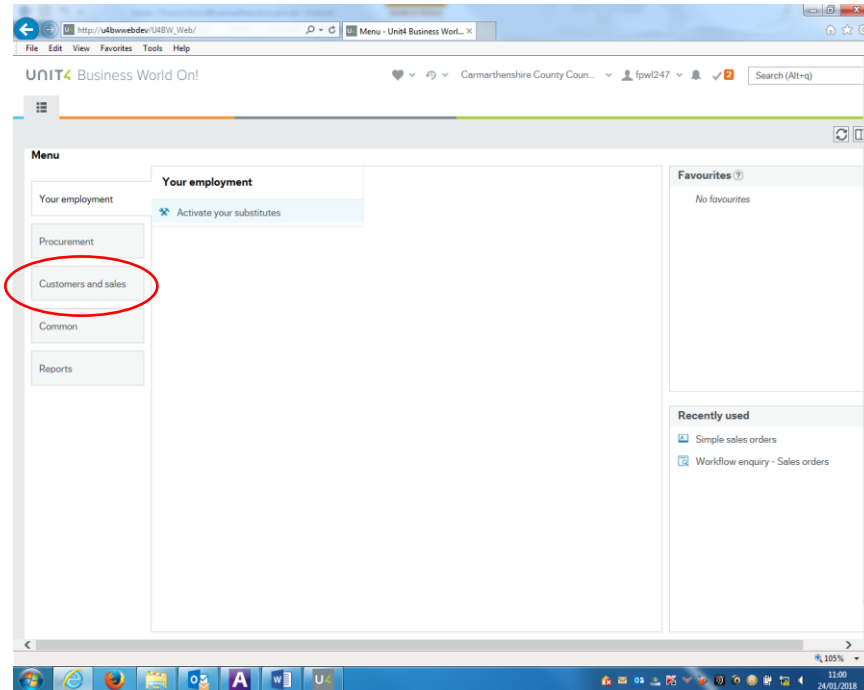 http://u4bwwebdev/U4BW_Web/
Menu - Unit4 Business Worl...
File Edit View Favorites Tools Help
UNIT4 Business World On!
Carmarthenshire County Coun...
fpwl247
2
Search (Alt+q)
Menu
Your employment
Procurement
Customers and sales
Common
Reports
Your employment
Activate your substitutes
Favourites
No favourites
Recently used
Simple sales orders
Workflow enquiry - Sales orders
105%
11:00
24/01/2018